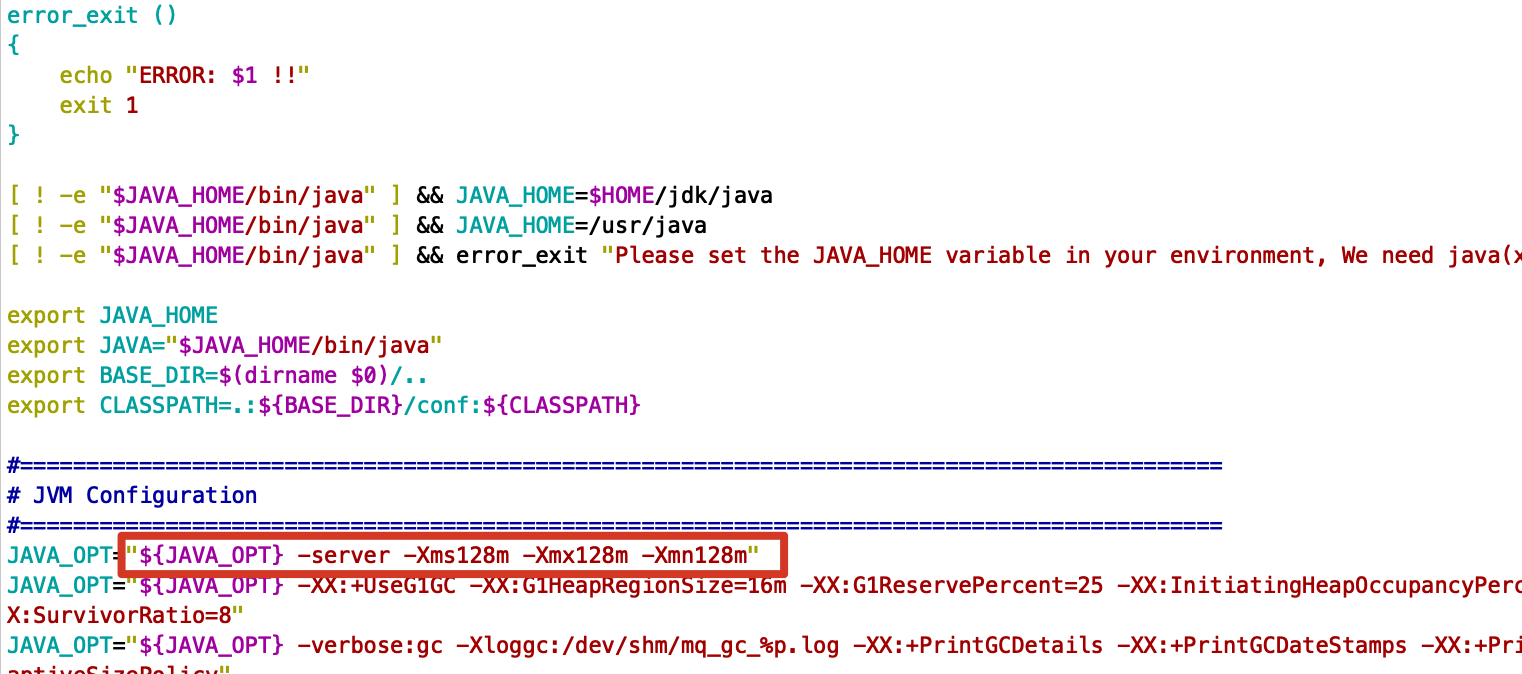 error_exit ()
{
    echo "ERROR: $1 !!"
    exit 1
}
[ ! -e "$JAVA_HOME/bin/java" ] && JAVA_HOME=$HOME/jdk/java
[ ! -e "$JAVA_HOME/bin/java" ] && JAVA_HOME=/usr/java
[ ! -e "$JAVA_HOME/bin/java" ] && error_exit "Please set the JAVA_HOME variable in your environment, We need java(x
export JAVA_HOME
export JAVA="$JAVA_HOME/bin/java"
export BASE_DIR=$(dirname $0)/..
export CLASSPATH=.:${BASE_DIR}/conf:${CLASSPATH}
#===========================================================================================
# JVM Configuration
#===========================================================================================
JAVA_OPT="${JAVA_OPT} -server -Xms128m -Xmx128m -Xmn128m"
JAVA_OPT="${JAVA_OPT} -XX:+UseG1GC -XX:G1HeapRegionSize=16m -XX:G1ReservePercent=25 -XX:InitiatingHeapOccupancyPerc
X:SurvivorRatio=8"
JAVA_OPT="${JAVA_OPT} -verbose:gc -Xloggc:/dev/shm/mq_gc_%p.log -XX:+PrintGCDetails -XX:+PrintGCDateStamps -XX:+Pri
aptiveSizePolicy"